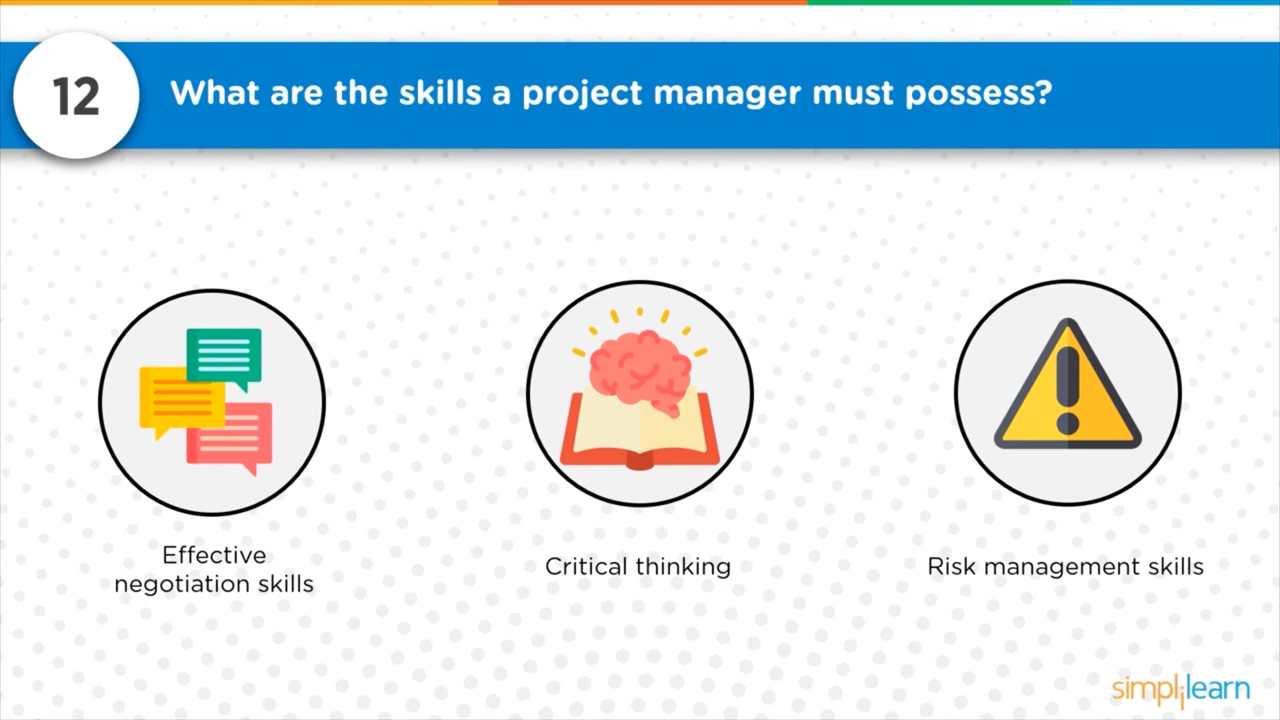 12
What are the skills a project manager must possess?
Effective
negotiation skills
Critical thinking
Risk management skills
simplilearn